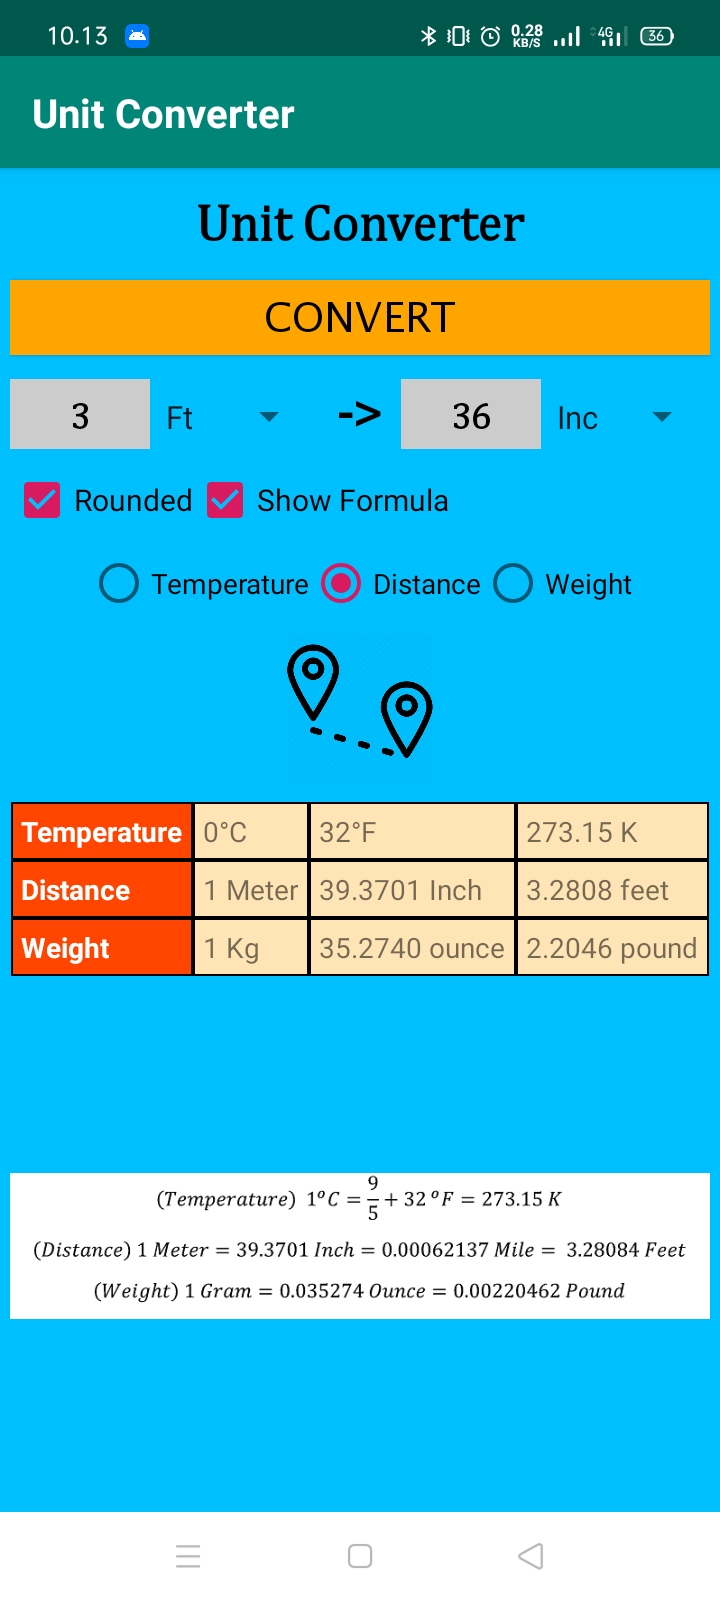 10.13 0.28 KB/S 4G 36
Unit Converter
Unit Converter
CONVERT
3 Ft -> 36 Inc
Rounded Show Formula
Temperature Distance Weight
Temperature 0°C 32°F 273.15 K
Distance 1 Meter 39.3701 Inch 3.2808 feet
Weight 1 Kg 35.2740 ounce 2.2046 pound
(Temperature) 1°C = 9/5 + 32 °F = 273.15 K
(Distance) 1 Meter = 39.3701 Inch = 0.00062137 Mile = 3.28084 Feet
(Weight) 1 Gram = 0.035274 Ounce = 0.00220462 Pound